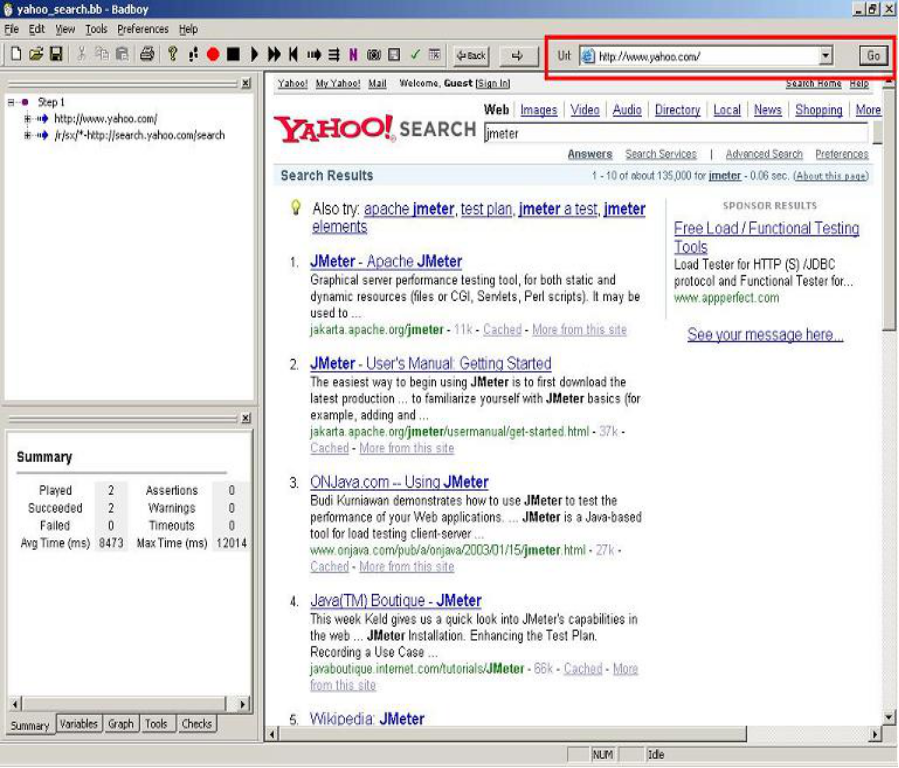 yahoo_search.bb - Badboy
File Edit View Tools Preferences Help
Back
Url: http://www.yahoo.com/ Go
Step 1
http://www.yahoo.com/
/r/sx/*-http://search.yahoo.com/search
Summary
Played 2 Assertions 0
Succeeded 2 Warnings 0
Failed 0 Timeouts 0
Avg Time (ms) 8473 Max Time (ms) 12014
Summary Variables Graph Tools Checks
Yahoo! My Yahoo! Mail Welcome, Guest [Sign In] Search Home Help
Web Images Video Audio Directory Local News Shopping More
YAHOO! SEARCH
jmeter
Answers Search Services | Advanced Search Preferences
Search Results 1 - 10 of about 135,000 for jmeter - 0.06 sec. (About this page)
Also try: apache jmeter, test plan, jmeter a test, jmeter
elements
1. JMeter - Apache JMeter
Graphical server performance testing tool, for both static and
dynamic resources (files or CGI, Servlets, Perl scripts). It may be
used to ...
jakarta.apache.org/jmeter - 11k - Cached - More from this site
2. JMeter - User's Manual: Getting Started
The easiest way to begin using JMeter is to first download the
latest production ... to familiarize yourself with JMeter basics (for
example, adding and ...
jakarta.apache.org/jmeter/usermanual/get-started.html - 37k -
Cached - More from this site
3. ONJava.com -- Using JMeter
Budi Kurniawan demonstrates how to use JMeter to test the
performance of your Web applications. ... JMeter is a Java-based
tool for load testing client-server ...
www.onjava.com/pub/a/onjava/2003/01/15/jmeter.html - 27k -
Cached - More from this site
4. Java(TM) Boutique - JMeter
This week Keld gives us a quick look into JMeter's capabilities in
the web ... JMeter Installation. Enhancing the Test Plan.
Recording a Use Case ...
javaboutique.internet.com/tutorials/JMeter - 66k - Cached - More
from this site
5. Wikipedia: JMeter
SPONSOR RESULTS
Free Load / Functional Testing
Tools
Load Tester for HTTP (S) /JDBC
protocol and Functional Tester for...
www.appperfect.com
See your message here...
NUM Idle